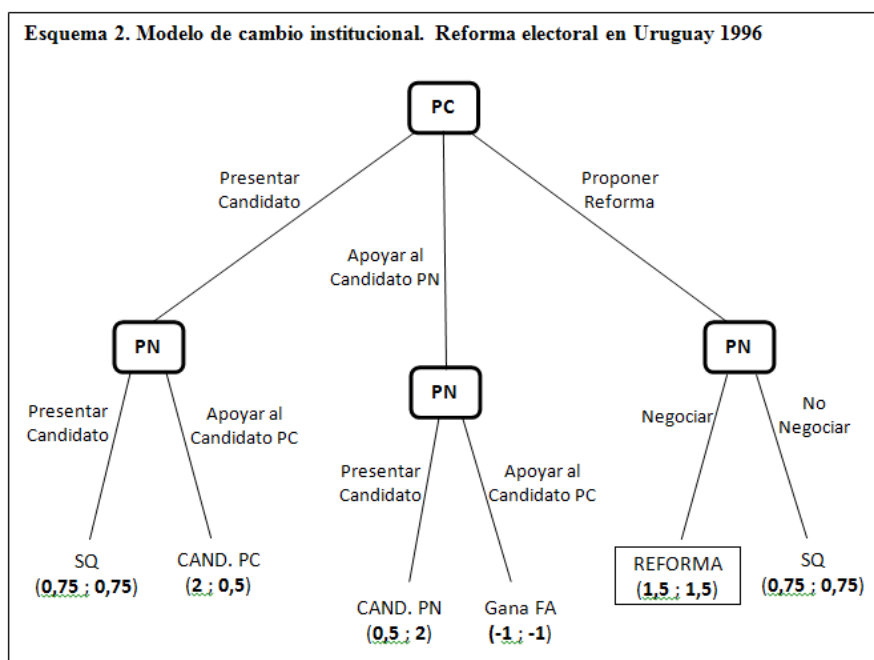 Esquema 2. Modelo de cambio institucional. Reforma electoral en Uruguay 1996
PC
Presentar
Candidato
Proponer
Reforma
Apoyar al
Candidato PN
PN
PN
PN
Presentar
Candidato
Apoyar al
Candidato PC
Negociar
No
Negociar
Presentar
Candidato
Apoyar al
Candidato PC
SQ
(0,75 ; 0,75)
CAND. PC
(2 ; 0,5)
REFORMA
(1,5 ; 1,5)
SQ
(0,75 ; 0,75)
CAND. PN
(0,5 ; 2)
Gana FA
(-1 ; -1)